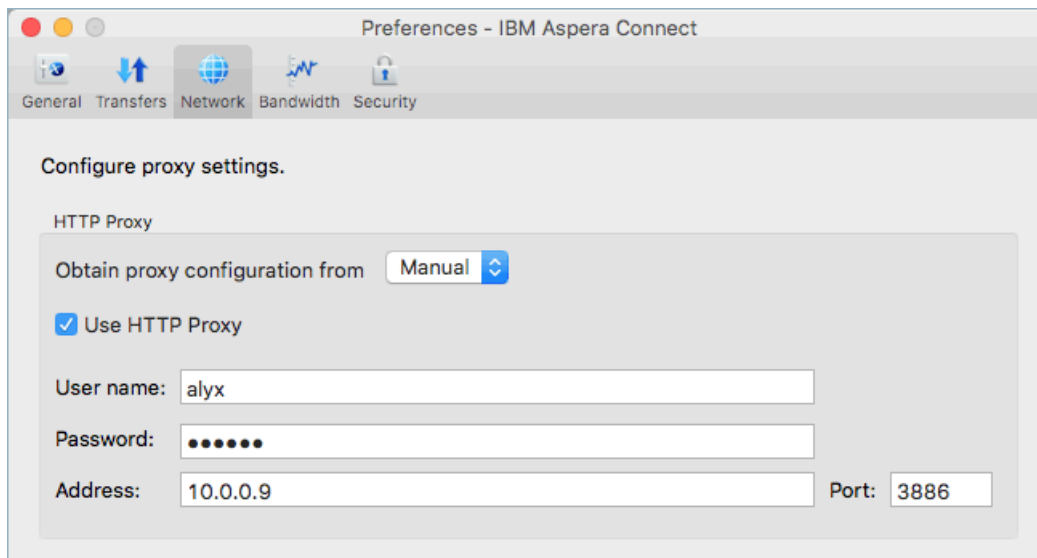 Preferences - IBM Aspera Connect
General Transfers Network Bandwidth Security
Configure proxy settings.
HTTP Proxy
Obtain proxy configuration from Manual
Use HTTP Proxy
User name: alyx
Password: ●●●●●●
Address: 10.0.0.9 Port: 3886